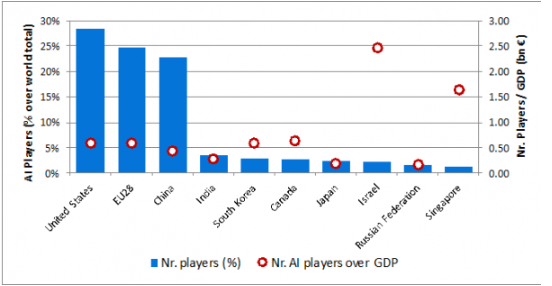 AI Players (% over world total)
30%
25%
20%
15%
10%
5%
0%
3.00
2.50
2.00
1.50
1.00
0.50
0.00
Nr. Players/ GDP (bn €)
United States
EU28
China
India
South Korea
Canada
Japan
Israel
Russian Federation
Singapore
Nr. players (%)
Nr. AI players over GDP